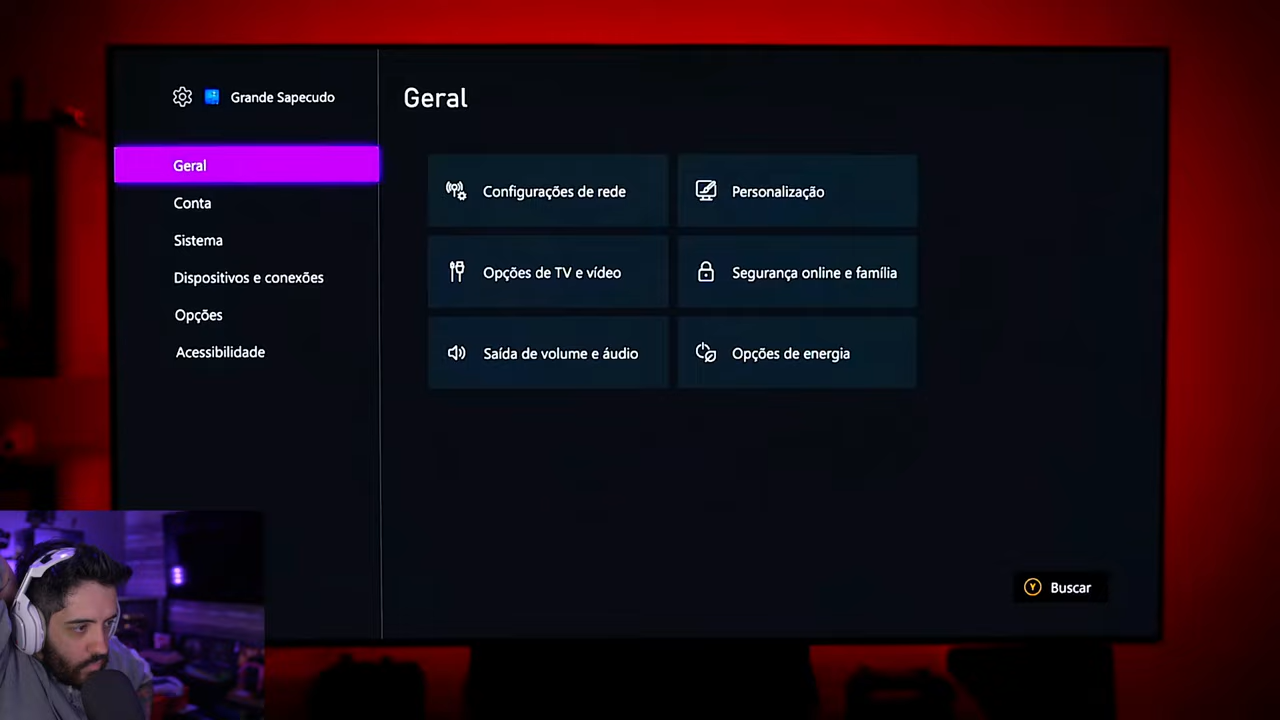 Grande Sapecudo
Geral
Conta
Sistema
Dispositivos e conexões
Opções
Acessibilidade
Geral
Configurações de rede
Personalização
Opções de TV e vídeo
Segurança online e família
Saída de volume e áudio
Opções de energia
Y Buscar